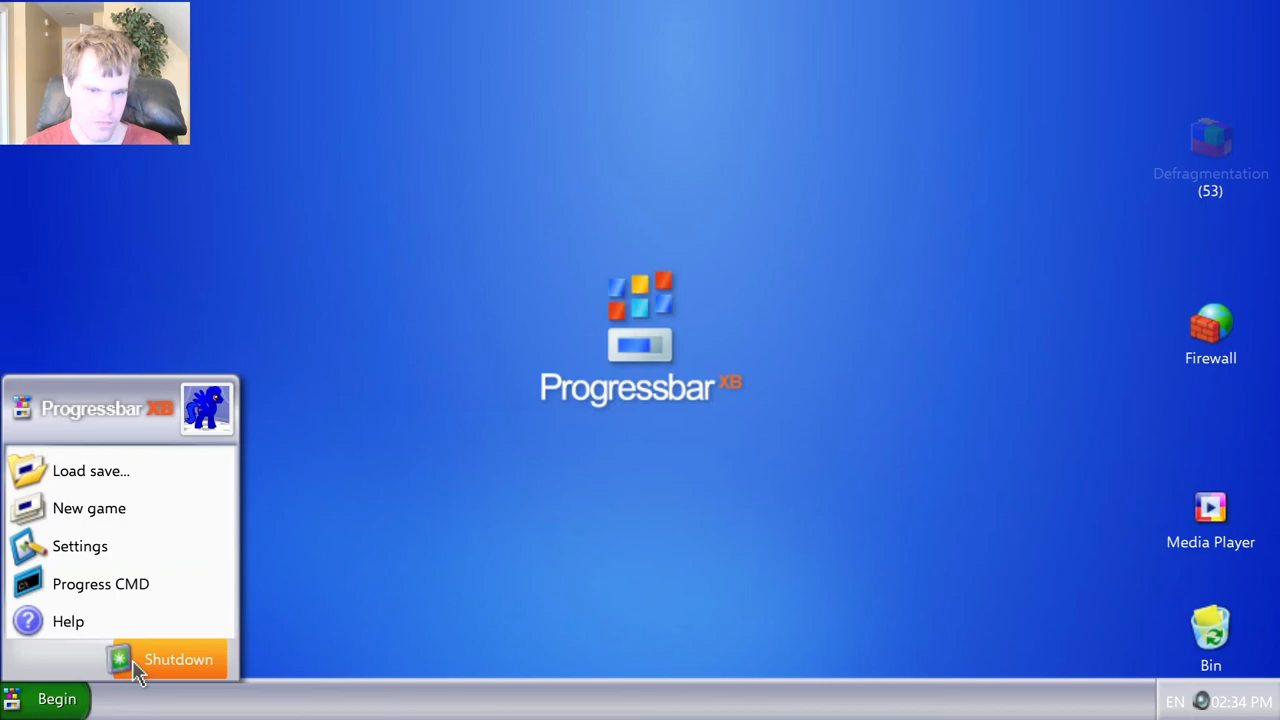 Defragmentation
(53)
Firewall
Progressbar XB
Progressbar XB
Load save...
New game
Settings
Progress CMD
Help
Shutdown
Media Player
Bin
Begin
EN 02:34 PM